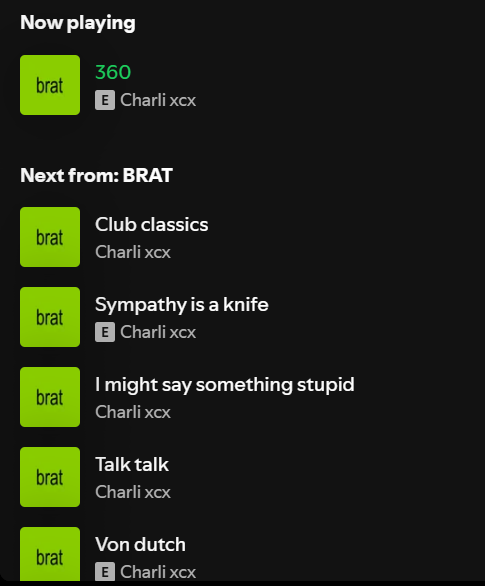 Now playing
brat
360
E Charli xcx
Next from: BRAT
brat
Club classics
Charli xcx
brat
Sympathy is a knife
E Charli xcx
brat
I might say something stupid
Charli xcx
brat
Talk talk
Charli xcx
brat
Von dutch
E Charli xcx